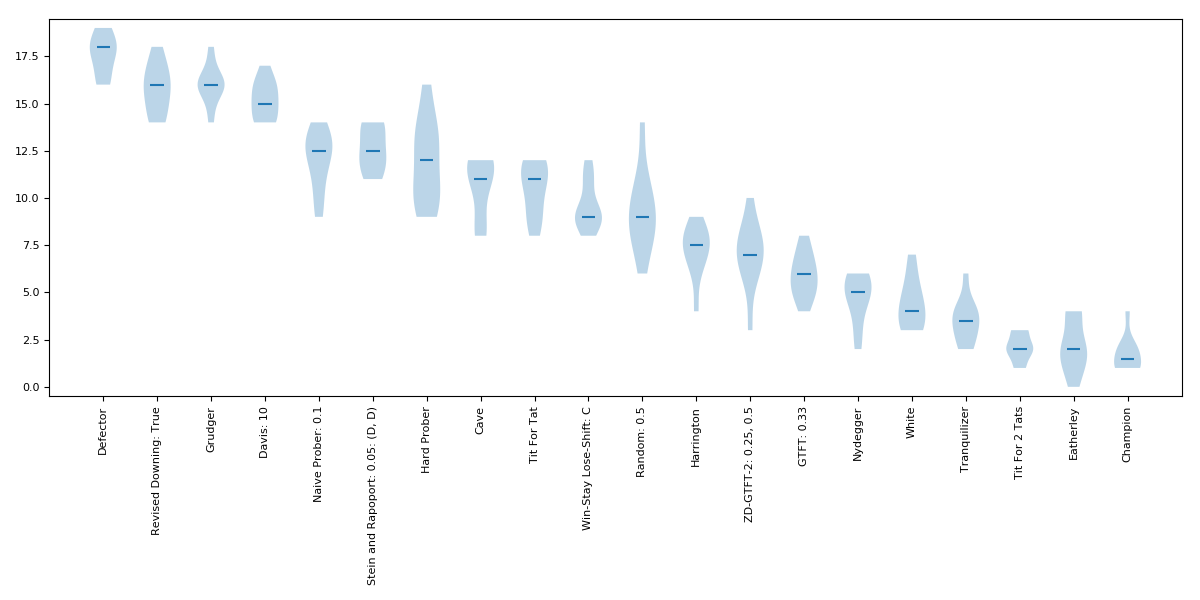 17.5
15.0
12.5
10.0
7.5
5.0
2.5
0.0
Defector
Revised Downing: True
Grudger
Davis: 10
Naive Prober: 0.1
Stein and Rapoport: 0.05: (D, D)
Hard Prober
Cave
Tit For Tat
Win-Stay Lose-Shift: C
Random: 0.5
Harrington
ZD-GTFT-2: 0.25, 0.5
GTFT: 0.33
Nydegger
White
Tranquilizer
Tit For 2 Tats
Eatherley
Champion